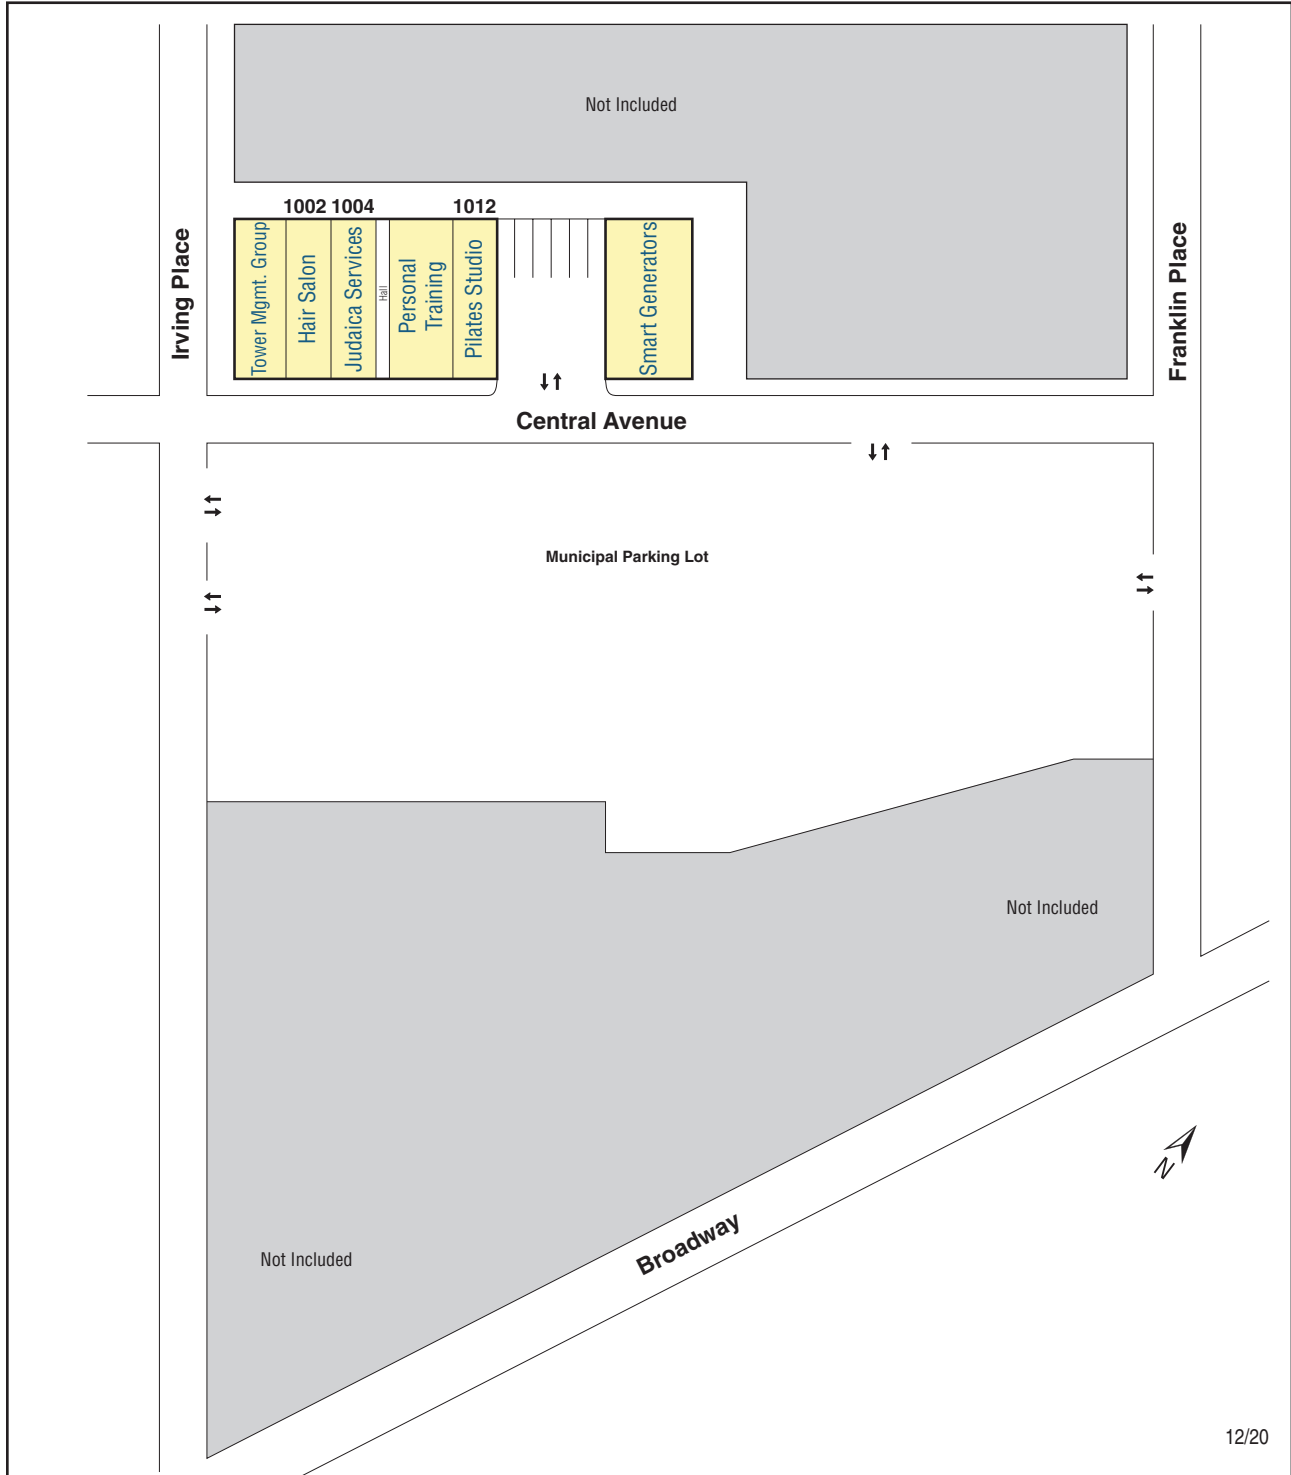 Not Included
1002 1004
1012
Irving Place
Tower Mgmt. Group
Hair Salon
Judaica Services
Hall
Personal
Training
Pilates Studio
Smart Generators
Franklin Place
Central Avenue
Municipal Parking Lot
Not Included
N
Broadway
Not Included
12/20